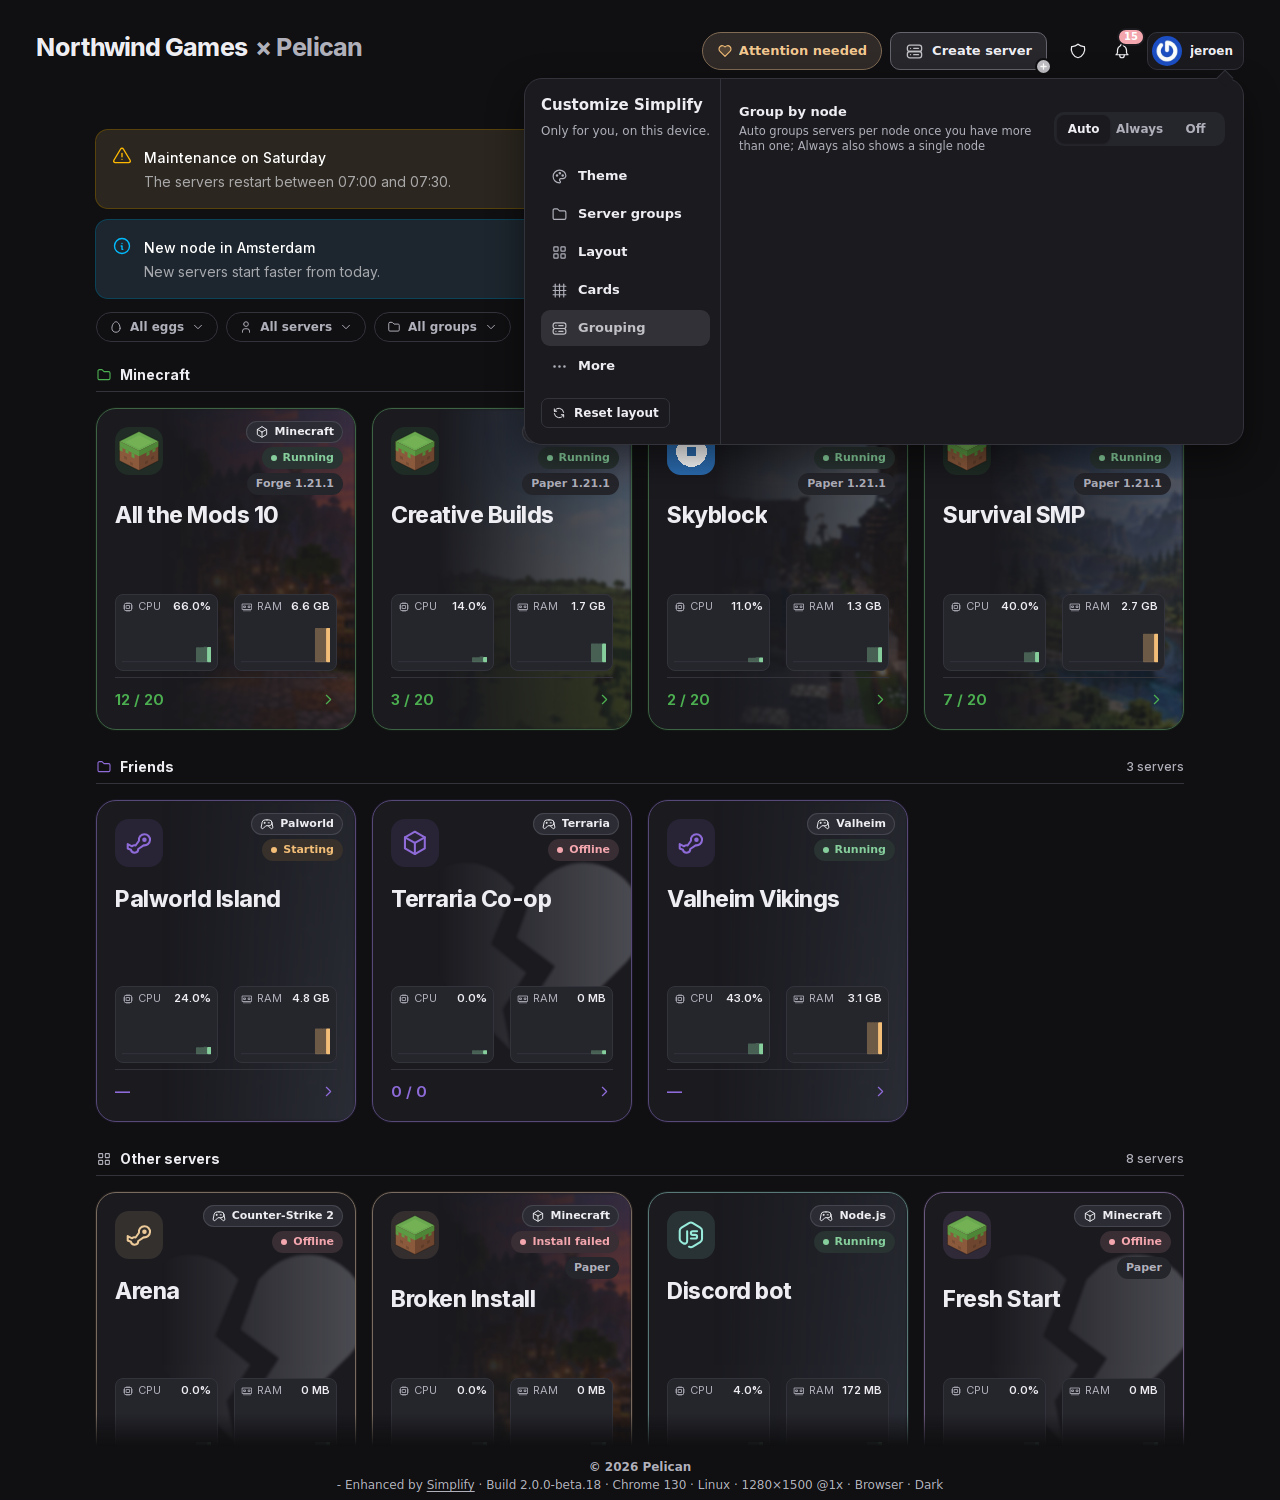 Northwind Games × Pelican
Attention needed
Create server
15
jeroen
Customize Simplify
Only for you, on this device.
Theme
Server groups
Layout
Cards
Grouping
More
Reset layout
Group by node
Auto groups servers per node once you have more
than one; Always also shows a single node
Auto Always Off
Maintenance on Saturday
The servers restart between 07:00 and 07:30.
New node in Amsterdam
New servers start faster from today.
All eggs
All servers
All groups
Minecraft
Minecraft
Running
Forge 1.21.1
All the Mods 10
CPU 66.0%
RAM 6.6 GB
12 / 20
Running
Paper 1.21.1
Creative Builds
CPU 14.0%
RAM 1.7 GB
3 / 20
Running
Paper 1.21.1
Skyblock
CPU 11.0%
RAM 1.3 GB
2 / 20
Running
Paper 1.21.1
Survival SMP
CPU 40.0%
RAM 2.7 GB
7 / 20
Friends
3 servers
Palworld
Starting
Palworld Island
CPU 24.0%
RAM 4.8 GB
—
Terraria
Offline
Terraria Co-op
CPU 0.0%
RAM 0 MB
0 / 0
Valheim
Running
Valheim Vikings
CPU 43.0%
RAM 3.1 GB
—
Other servers
8 servers
Counter-Strike 2
Offline
Arena
CPU 0.0%
RAM 0 MB
Minecraft
Install failed
Paper
Broken Install
CPU 0.0%
RAM 0 MB
Node.js
Running
Discord bot
CPU 4.0%
RAM 172 MB
Minecraft
Offline
Paper
Fresh Start
CPU 0.0%
RAM 0 MB
© 2026 Pelican
- Enhanced by Simplify · Build 2.0.0-beta.18 · Chrome 130 · Linux · 1280×1500 @1x · Browser · Dark